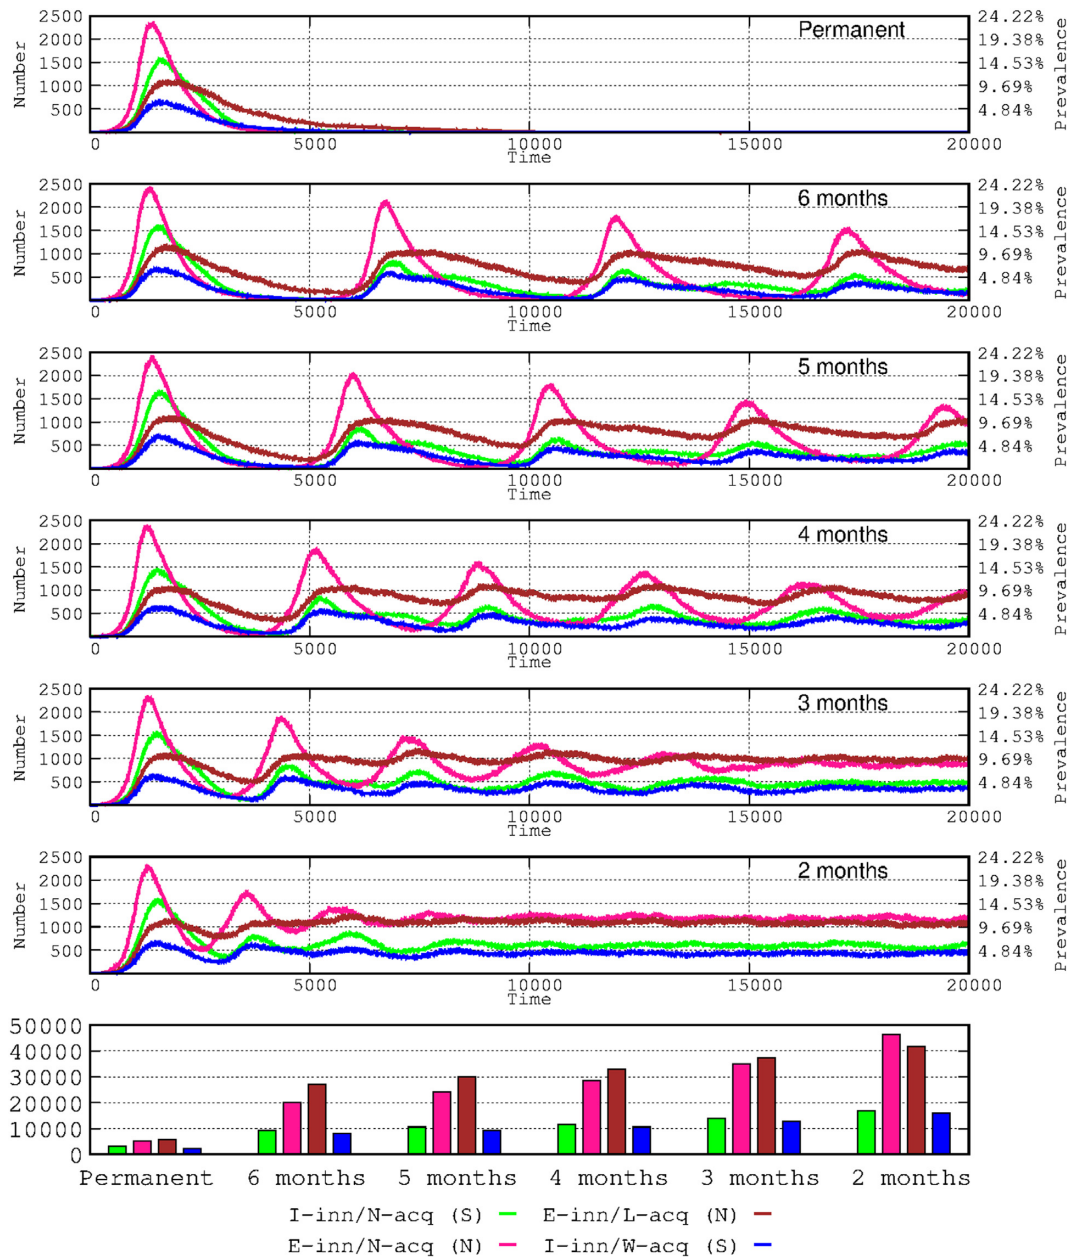 2500 Permanent 24.22%
2000 19.38%
1500 14.53%
1000 9.69%
500 4.84%
Number Prevalence
0 5000 10000 15000 20000
Time
2500 6 months 24.22%
2000 19.38%
1500 14.53%
1000 9.69%
500 4.84%
Number Prevalence
0 5000 10000 15000 20000
Time
2500 5 months 24.22%
2000 19.38%
1500 14.53%
1000 9.69%
500 4.84%
Number Prevalence
0 5000 10000 15000 20000
Time
2500 4 months 24.22%
2000 19.38%
1500 14.53%
1000 9.69%
500 4.84%
Number Prevalence
0 5000 10000 15000 20000
Time
2500 3 months 24.22%
2000 19.38%
1500 14.53%
1000 9.69%
500 4.84%
Number Prevalence
0 5000 10000 15000 20000
Time
2500 2 months 24.22%
2000 19.38%
1500 14.53%
1000 9.69%
500 4.84%
Number Prevalence
0 5000 10000 15000 20000
Time
50000
40000
30000
20000
10000
0
Permanent 6 months 5 months 4 months 3 months 2 months
I-inn/N-acq (S) E-inn/L-acq (N)
E-inn/N-acq (N) I-inn/W-acq (S)